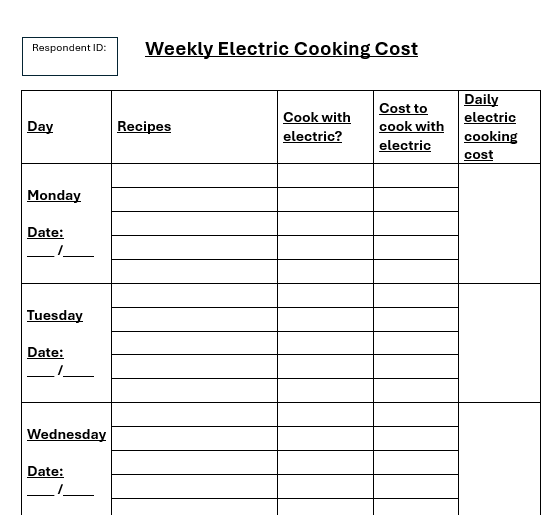 Respondent ID:
Weekly Electric Cooking Cost
Day
Recipes
Cook with
electric?
Cost to
cook with
electric
Daily
electric
cooking
cost
Monday
Date:
____ /____
Tuesday
Date:
____ /____
Wednesday
Date:
____ /____